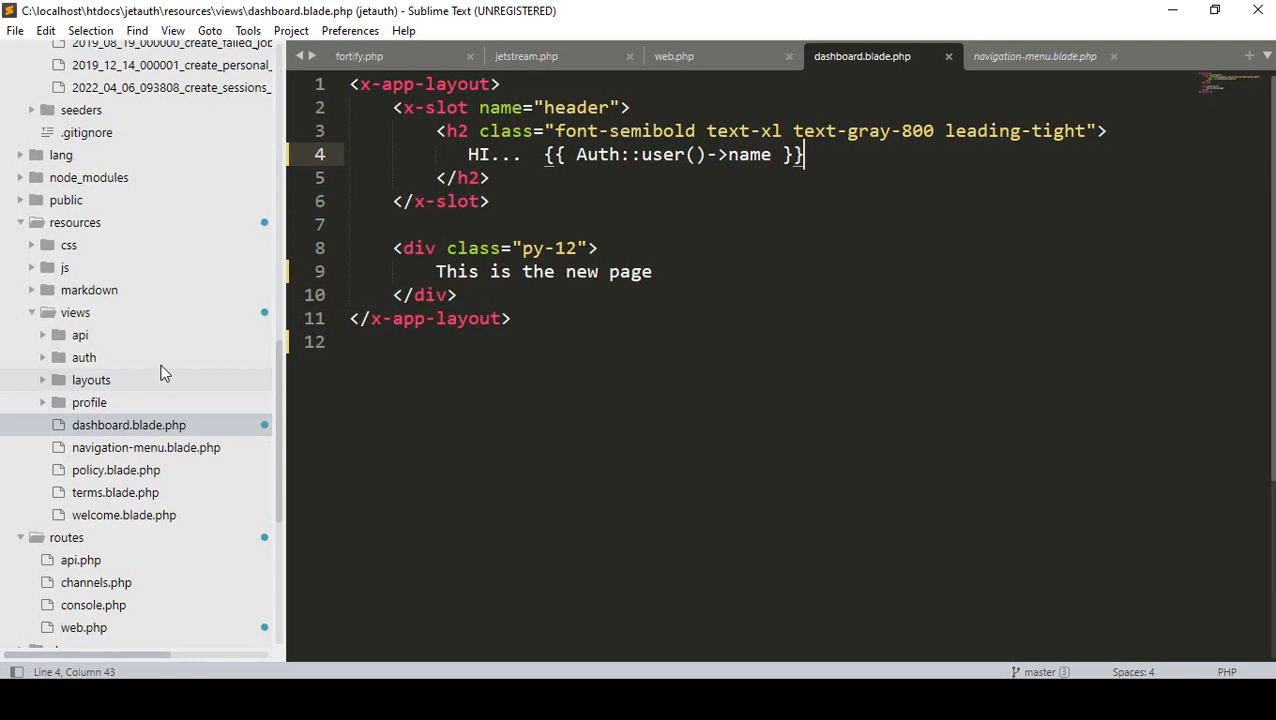 C:\localhost\htdocs\jetauth\resources\views\dashboard.blade.php (jetauth) - Sublime Text (UNREGISTERED)
File Edit Selection Find View Goto Tools Project Preferences Help
2019_08_19_000000_create_failed_job
2019_12_14_000001_create_personal_
2022_04_06_093808_create_sessions_
seeders
.gitignore
lang
node_modules
public
resources
css
js
markdown
views
api
auth
layouts
profile
dashboard.blade.php
navigation-menu.blade.php
policy.blade.php
terms.blade.php
welcome.blade.php
routes
api.php
channels.php
console.php
web.php
fortify.php jetstream.php web.php dashboard.blade.php navigation-menu.blade.php
1 <x-app-layout>
2 <x-slot name="header">
3 <h2 class="font-semibold text-xl text-gray-800 leading-tight">
4 HI... {{ Auth::user()->name }}
5 </h2>
6 </x-slot>
7
8 <div class="py-12">
9 This is the new page
10 </div>
11 </x-app-layout>
12
Line 4, Column 43 master 3 Spaces: 4 PHP